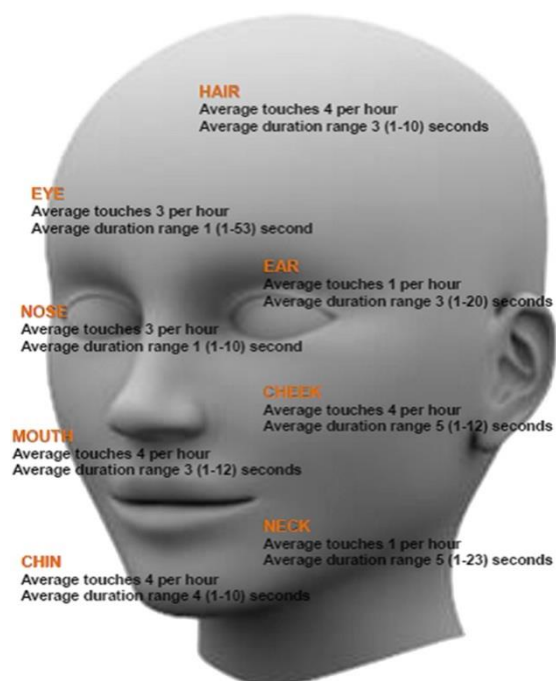 HAIR
Average touches 4 per hour
Average duration range 3 (1-10) seconds
EYE
Average touches 3 per hour
Average duration range 1 (1-53) second
EAR
Average touches 1 per hour
Average duration range 3 (1-20) seconds
NOSE
Average touches 3 per hour
Average duration range 1 (1-10) second
CHEEK
Average touches 4 per hour
Average duration range 5 (1-12) seconds
MOUTH
Average touches 4 per hour
Average duration range 3 (1-12) seconds
NECK
Average touches 1 per hour
Average duration range 5 (1-23) seconds
CHIN
Average touches 4 per hour
Average duration range 4 (1-10) seconds